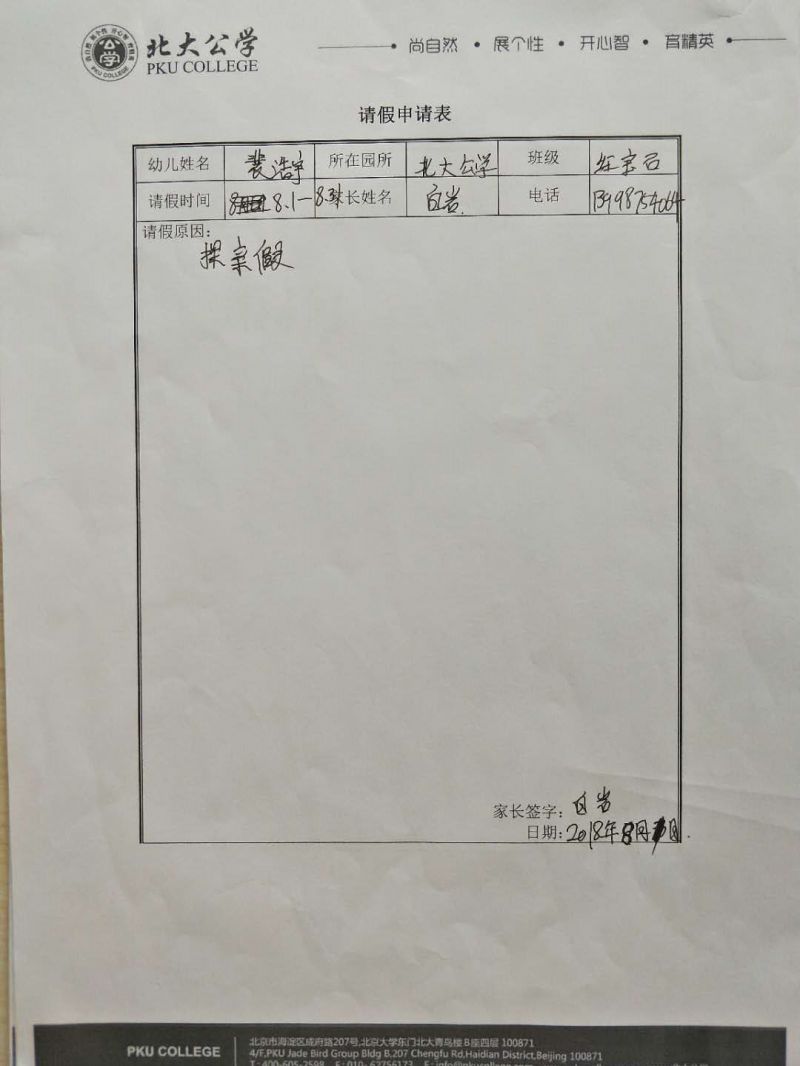 北大公学
PKU COLLEGE
尚自然 • 展个性 • 开心智 • 育精英
请假申请表
幼儿姓名 裴浩宇 所在园所 北大公学 班级 红宝石
请假时间 8.1-8.31 家长姓名 白岩 电话 13998754064
请假原因:
探亲假
家长签字: 白岩
日期: 2018年8月1日.
PKU COLLEGE
北京市海淀区成府路207号,北京大学东门北大青鸟楼B座四层 100871
4/F,PKU Jade Bird Group Bldg B,207 Chengfu Rd,Haidian District,Beijing 100871